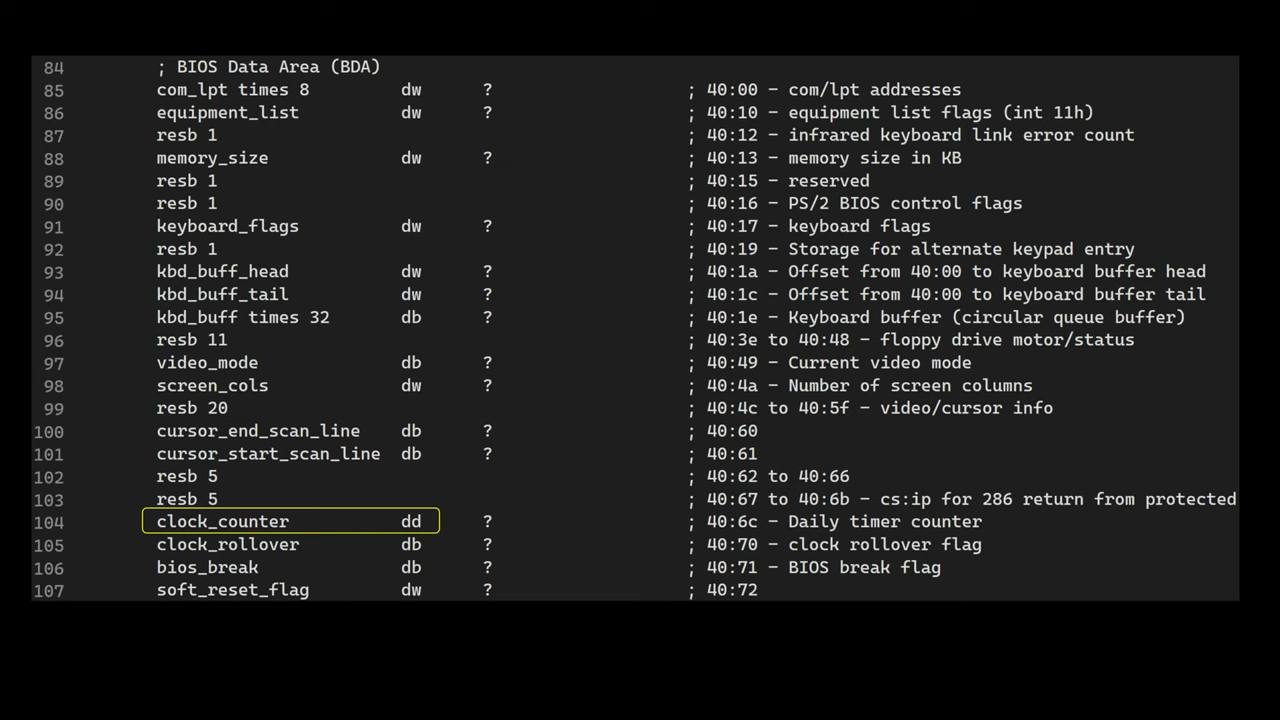 84 ; BIOS Data Area (BDA)
85 com_lpt times 8 dw ? ; 40:00 - com/lpt addresses
86 equipment_list dw ? ; 40:10 - equipment list flags (int 11h)
87 resb 1 ; 40:12 - infrared keyboard link error count
88 memory_size dw ? ; 40:13 - memory size in KB
89 resb 1 ; 40:15 - reserved
90 resb 1 ; 40:16 - PS/2 BIOS control flags
91 keyboard_flags dw ? ; 40:17 - keyboard flags
92 resb 1 ; 40:19 - Storage for alternate keypad entry
93 kbd_buff_head dw ? ; 40:1a - Offset from 40:00 to keyboard buffer head
94 kbd_buff_tail dw ? ; 40:1c - Offset from 40:00 to keyboard buffer tail
95 kbd_buff times 32 db ? ; 40:1e - Keyboard buffer (circular queue buffer)
96 resb 11 ; 40:3e to 40:48 - floppy drive motor/status
97 video_mode db ? ; 40:49 - Current video mode
98 screen_cols dw ? ; 40:4a - Number of screen columns
99 resb 20 ; 40:4c to 40:5f - video/cursor info
100 cursor_end_scan_line db ? ; 40:60
101 cursor_start_scan_line db ? ; 40:61
102 resb 5 ; 40:62 to 40:66
103 resb 5 ; 40:67 to 40:6b - cs:ip for 286 return from protected
104 clock_counter dd ? ; 40:6c - Daily timer counter
105 clock_rollover db ? ; 40:70 - clock rollover flag
106 bios_break db ? ; 40:71 - BIOS break flag
107 soft_reset_flag dw ? ; 40:72